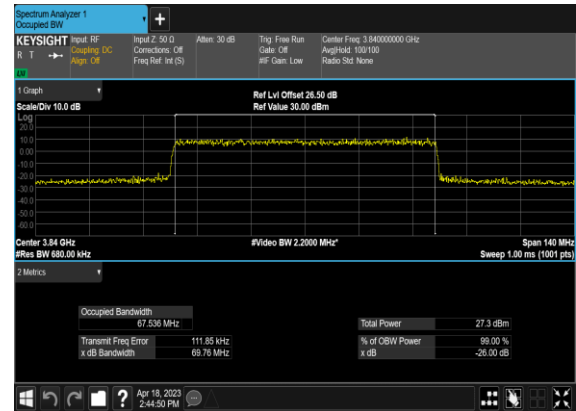 Spectrum Analyzer 1
Occupied BW
+
KEYSIGHT
R T
LXI
Input: RF
Coupling: DC
Align: Off
Input Z: 50 Ω
Corrections: Off
Freq Ref: Int (S)
Atten: 30 dB
Trig: Free Run
Gate: Off
#IF Gain: Low
Center Freq: 3.840000000 GHz
Avg|Hold: 100/100
Radio Std: None
1 Graph
Scale/Div 10.0 dB
Ref Lvl Offset 26.50 dB
Ref Value 30.00 dBm
Log
20.0
10.0
0.00
-10.0
-20.0
-30.0
-40.0
-50.0
-60.0
Center 3.84 GHz
#Res BW 680.00 kHz
#Video BW 2.2000 MHz*
Span 140 MHz
Sweep 1.00 ms (1001 pts)
2 Metrics
Occupied Bandwidth
67.536 MHz
Transmit Freq Error 111.85 kHz
x dB Bandwidth 69.76 MHz
Total Power 27.3 dBm
% of OBW Power 99.00 %
x dB -26.00 dB
?
Apr 18, 2023
2:44:50 PM